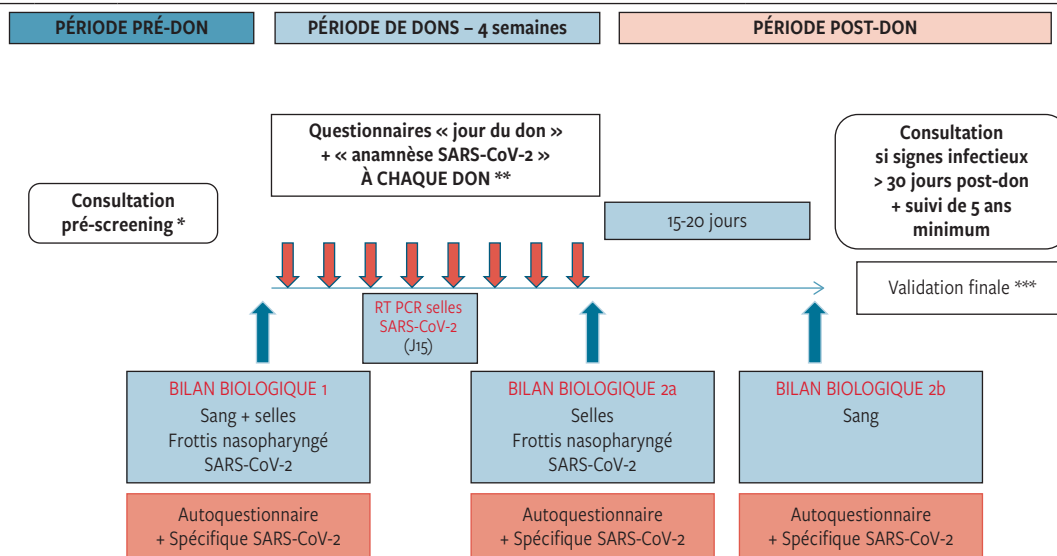 PÉRIODE PRÉ-DON
PÉRIODE DE DONS – 4 semaines
PÉRIODE POST-DON
Questionnaires « jour du don »
+ « anamnèse SARS-CoV-2 »
À CHAQUE DON **
Consultation
si signes infectieux
> 30 jours post-don
+ suivi de 5 ans
minimum
Consultation
pré-screening *
15-20 jours
Validation finale ***
RT PCR selles
SARS-CoV-2
(J15)
BILAN BIOLOGIQUE 1
Sang + selles
Frottis nasopharyngé
SARS-CoV-2
BILAN BIOLOGIQUE 2a
Selles
Frottis nasopharyngé
SARS-CoV-2
BILAN BIOLOGIQUE 2b
Sang
Autoquestionnaire
+ Spécifique SARS-CoV-2
Autoquestionnaire
+ Spécifique SARS-CoV-2
Autoquestionnaire
+ Spécifique SARS-CoV-2